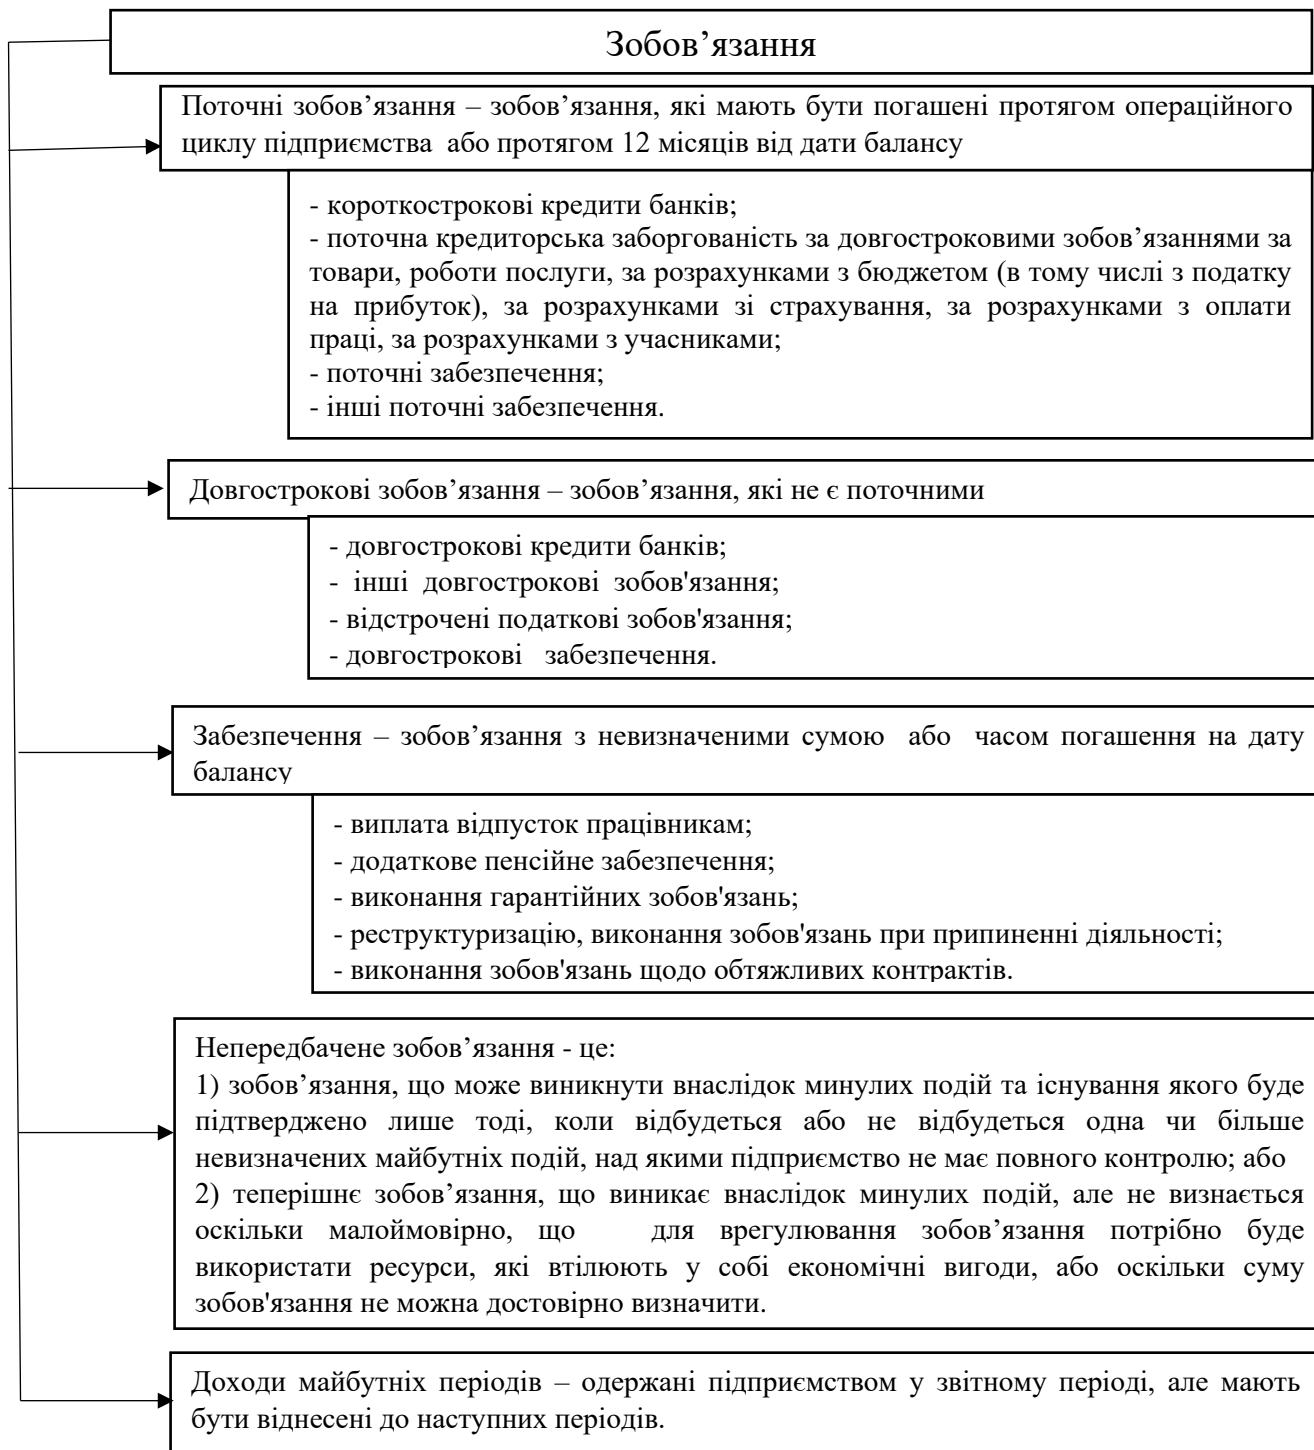 Зобов’язання
Поточні зобов’язання – зобов’язання, які мають бути погашені протягом операційного
циклу підприємства або протягом 12 місяців від дати балансу
- короткострокові кредити банків;
- поточна кредиторська заборгованість за довгостроковими зобов’язаннями за
товари, роботи послуги, за розрахунками з бюджетом (в тому числі з податку
на прибуток), за розрахунками зі страхування, за розрахунками з оплати
праці, за розрахунками з учасниками;
- поточні забезпечення;
- інші поточні забезпечення.
Довгострокові зобов’язання – зобов’язання, які не є поточними
- довгострокові кредити банків;
- інші довгострокові зобов'язання;
- відстрочені податкові зобов'язання;
- довгострокові забезпечення.
Забезпечення – зобов’язання з невизначеними сумою або часом погашення на дату
балансу
- виплата відпусток працівникам;
- додаткове пенсійне забезпечення;
- виконання гарантійних зобов'язань;
- реструктуризацію, виконання зобов'язань при припиненні діяльності;
- виконання зобов'язань щодо обтяжливих контрактів.
Непередбачене зобов’язання - це:
1) зобов’язання, що може виникнути внаслідок минулих подій та існування якого буде
підтверджено лише тоді, коли відбудеться або не відбудеться одна чи більше
невизначених майбутніх подій, над якими підприємство не має повного контролю; або
2) теперішнє зобов’язання, що виникає внаслідок минулих подій, але не визнається
оскільки малоймовірно, що для врегулювання зобов’язання потрібно буде
використати ресурси, які втілюють у собі економічні вигоди, або оскільки суму
зобов'язання не можна достовірно визначити.
Доходи майбутніх періодів – одержані підприємством у звітному періоді, але мають
бути віднесені до наступних періодів.